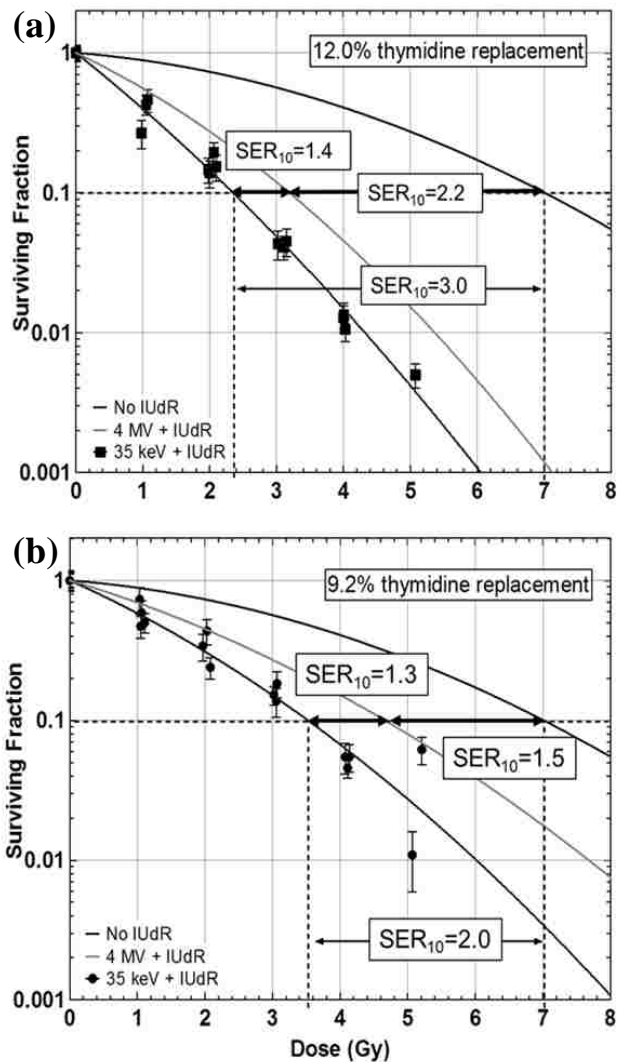 (a)
12.0% thymidine replacement
SER10=1.4
SER10=2.2
SER10=3.0
Surviving Fraction
1
0.1
0.01
0.001
No IUdR
4 MV + IUdR
35 keV + IUdR
0 1 2 3 4 5 6 7 8
(b)
9.2% thymidine replacement
SER10=1.3
SER10=1.5
SER10=2.0
Surviving Fraction
1
0.1
0.01
0.001
No IUdR
4 MV + IUdR
35 keV + IUdR
0 1 2 3 4 5 6 7 8
Dose (Gy)